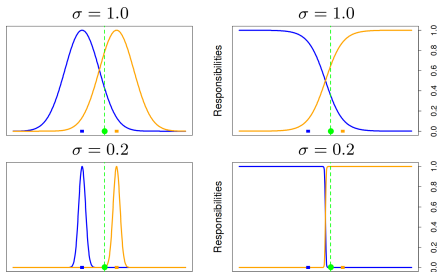 σ = 1.0
σ = 1.0
Responsibilities
0.0 0.2 0.4 0.6 0.8 1.0
σ = 0.2
σ = 0.2
Responsibilities
0.0 0.2 0.4 0.6 0.8 1.0